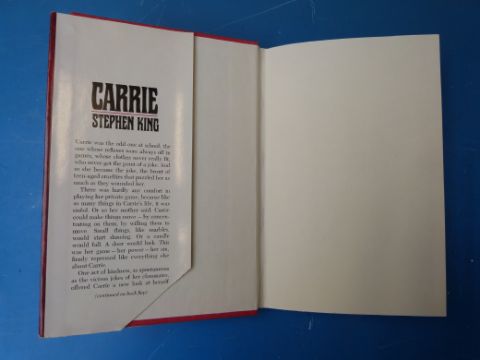 CARRIE
STEPHEN KING
Carrie was the odd one at school; the
one whose reflexes were always off in
games, whose clothes never really fit,
who never got the point of a joke. And
so she became the joke, the brunt of
teen-aged cruelties that puzzled her as
much as they wounded her.
There was hardly any comfort in
playing her private game, because like
so many things in Carrie's life, it was
sinful. Or so her mother said. Carrie
could make things move – by concen-
trating on them, by willing them to
move. Small things, like marbles,
would start dancing. Or a candle
would fall. A door would lock. This
was her game – her power – her sin,
firmly repressed like everything else
about Carrie.
One act of kindness, as spontaneous
as the vicious jokes of her classmates,
offered Carrie a new look at herself
(continued on back flap)